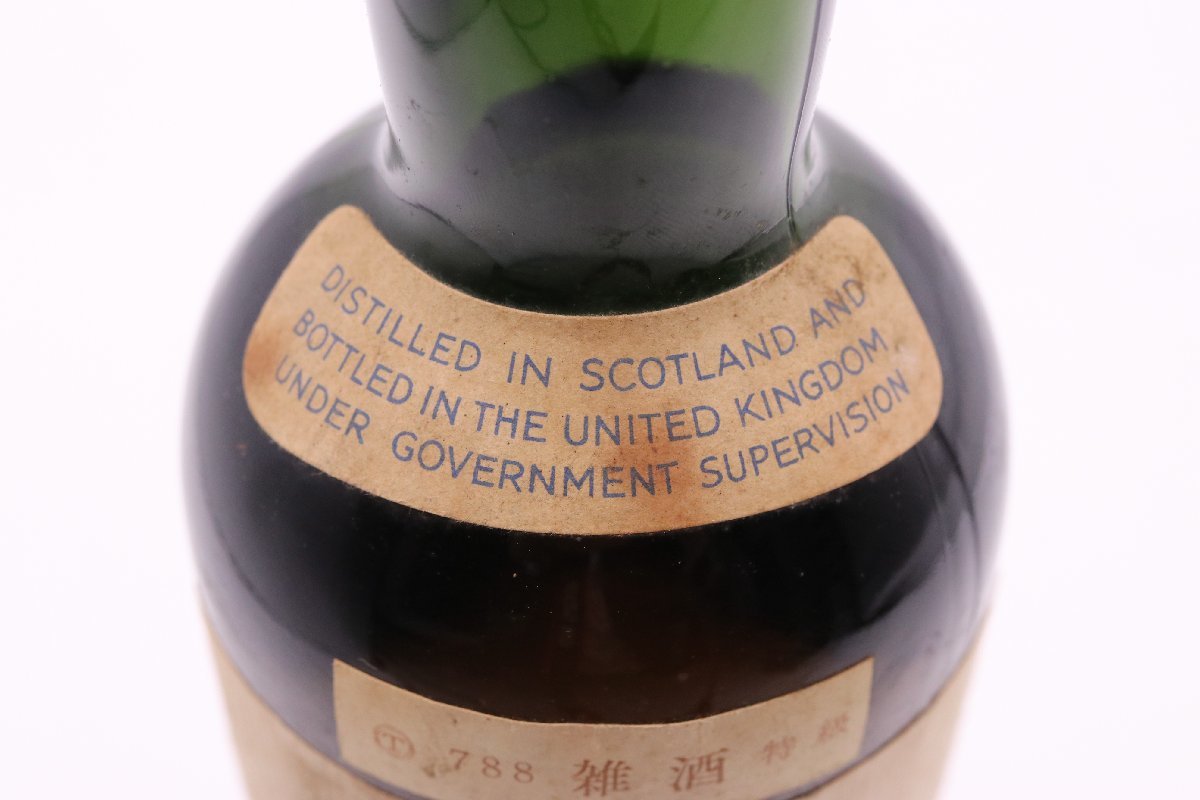 DISTILLED IN SCOTLAND AND
BOTTLED IN THE UNITED KINGDOM
UNDER GOVERNMENT SUPERVISION
Ⓣ 788 雑酒 特級